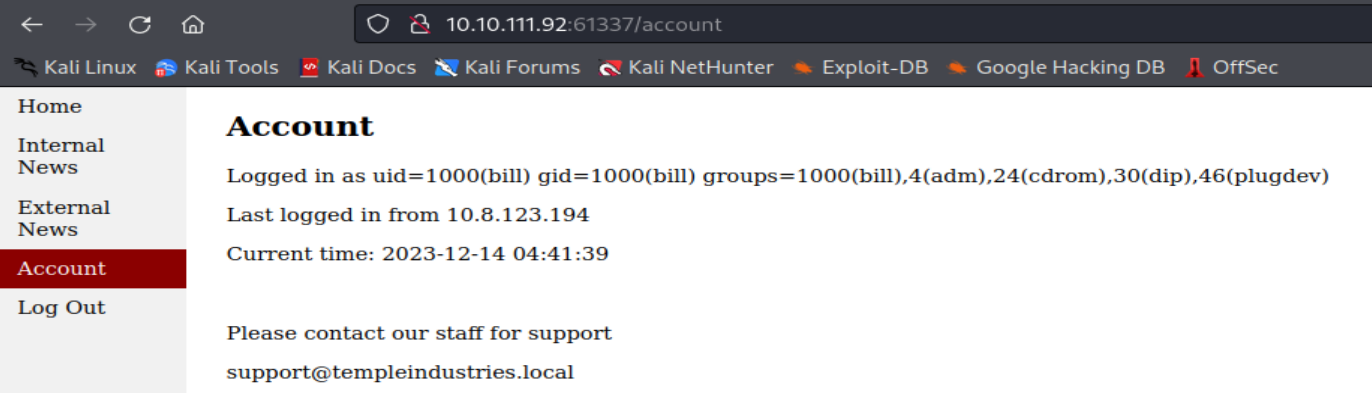 10.10.111.92:61337/account
Kali Linux Kali Tools Kali Docs Kali Forums Kali NetHunter Exploit-DB Google Hacking DB OffSec
Home
Internal
News
External
News
Account
Log Out
Account
Logged in as uid=1000(bill) gid=1000(bill) groups=1000(bill),4(adm),24(cdrom),30(dip),46(plugdev)
Last logged in from 10.8.123.194
Current time: 2023-12-14 04:41:39
Please contact our staff for support
support@templeindustries.local